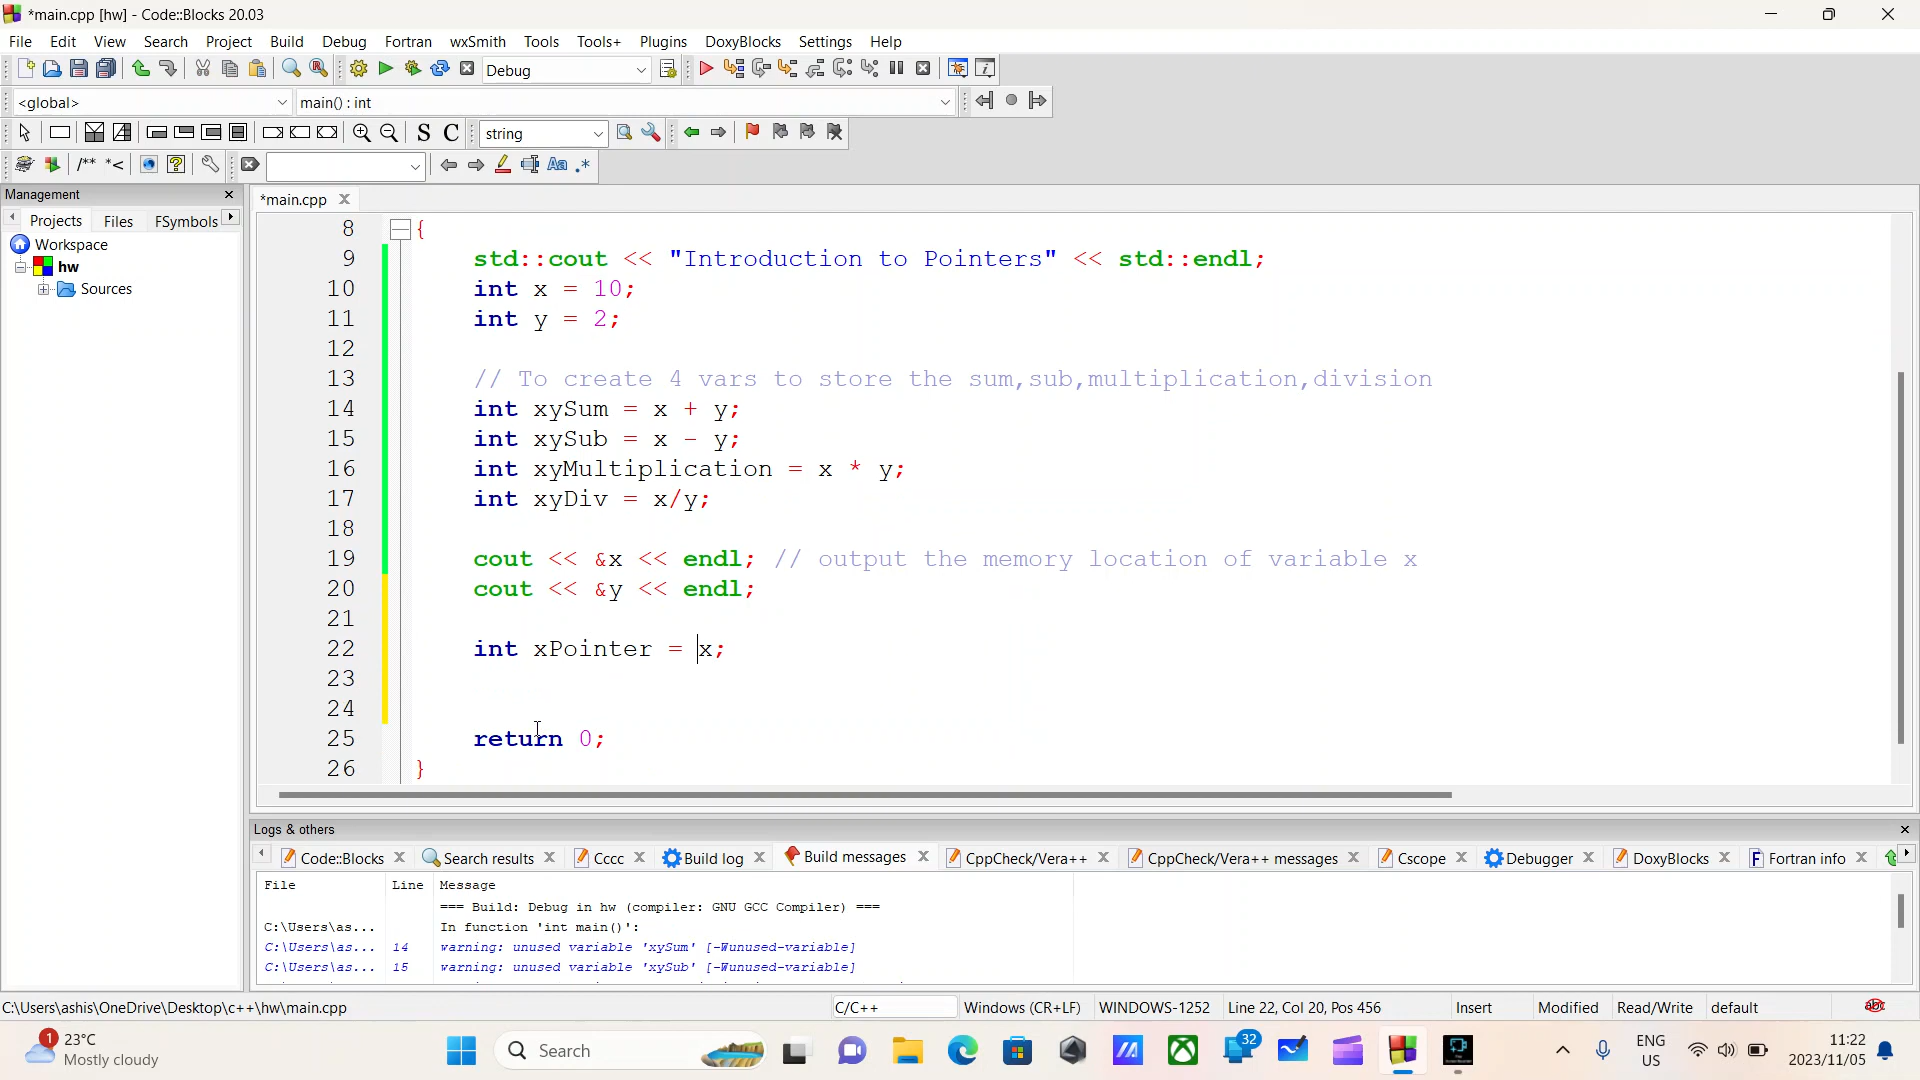 *main.cpp [hw] - Code::Blocks 20.03
File Edit View Search Project Build Debug Fortran wxSmith Tools Tools+ Plugins DoxyBlocks Settings Help
Debug
<global> main() : int
S C string
/** *< Aa .*
Management
*main.cpp
Projects Files FSymbols
Workspace
hw
Sources
8 {
9 std::cout << "Introduction to Pointers" << std::endl;
10 int x = 10;
11 int y = 2;
12
13 // To create 4 vars to store the sum,sub,multiplication,division
14 int xySum = x + y;
15 int xySub = x - y;
16 int xyMultiplication = x * y;
17 int xyDiv = x/y;
18
19 cout << &x << endl; // output the memory location of variable x
20 cout << &y << endl;
21
22 int xPointer = x;
23
24
25 return 0;
26 }
Logs & others
Code::Blocks Search results Cccc Build log Build messages CppCheck/Vera++ CppCheck/Vera++ messages Cscope Debugger DoxyBlocks Fortran info
File Line Message
=== Build: Debug in hw (compiler: GNU GCC Compiler) ===
C:\Users\as... In function 'int main()':
C:\Users\as... 14 warning: unused variable 'xySum' [-Wunused-variable]
C:\Users\as... 15 warning: unused variable 'xySub' [-Wunused-variable]
C:\Users\ashis\OneDrive\Desktop\c++\hw\main.cpp C/C++ Windows (CR+LF) WINDOWS-1252 Line 22, Col 20, Pos 456 Insert Modified Read/Write default
1 23°C
Mostly cloudy
Search
32
ENG
US
11:22
2023/11/05